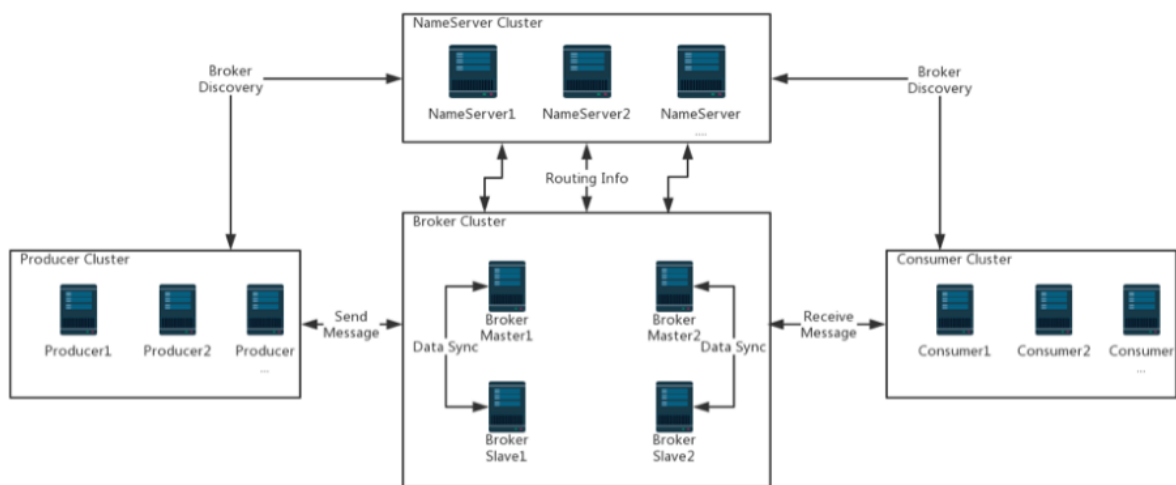 NameServer Cluster
NameServer1
NameServer2
NameServer
....
Broker
Discovery
Broker
Discovery
Routing Info
Producer Cluster
Producer1
Producer2
Producer
...
Send
Message
Broker Cluster
Broker
Master1
Broker
Master2
Data Sync
Data Sync
Broker
Slave1
Broker
Slave2
Receive
Message
Consumer Cluster
Consumer1
Consumer2
Consumer
...